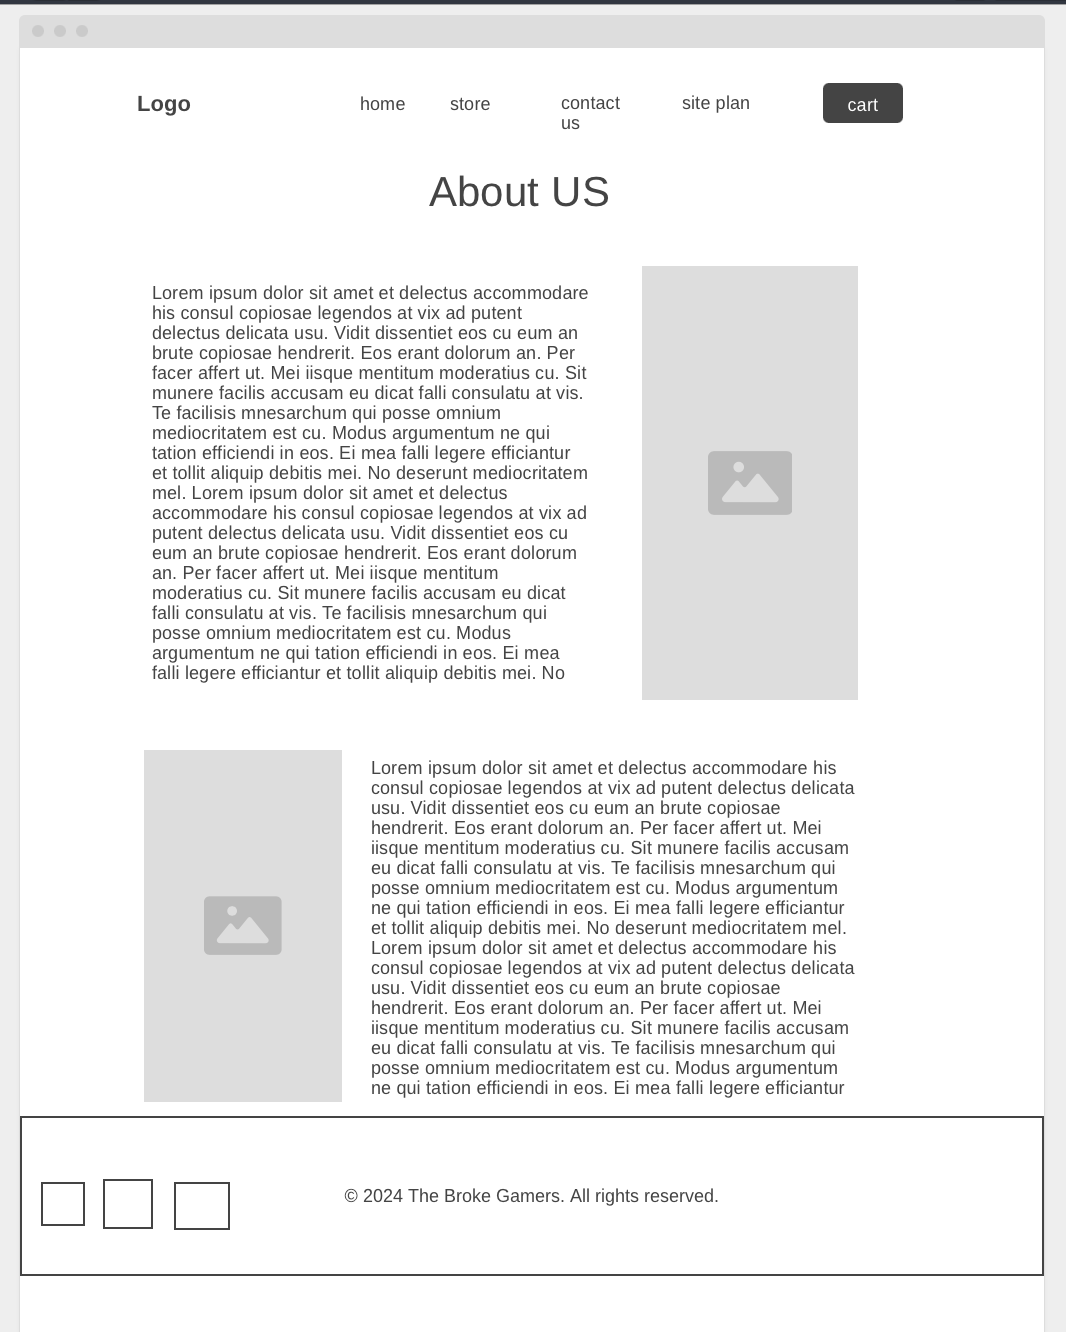 Logo
home
store
contact
us
site plan
cart
About US
Lorem ipsum dolor sit amet et delectus accommodare
his consul copiosae legendos at vix ad putent
delectus delicata usu. Vidit dissentiet eos cu eum an
brute copiosae hendrerit. Eos erant dolorum an. Per
facer affert ut. Mei iisque mentitum moderatius cu. Sit
munere facilis accusam eu dicat falli consulatu at vis.
Te facilisis mnesarchum qui posse omnium
mediocritatem est cu. Modus argumentum ne qui
tation efficiendi in eos. Ei mea falli legere efficiantur
et tollit aliquip debitis mei. No deserunt mediocritatem
mel. Lorem ipsum dolor sit amet et delectus
accommodare his consul copiosae legendos at vix ad
putent delectus delicata usu. Vidit dissentiet eos cu
eum an brute copiosae hendrerit. Eos erant dolorum
an. Per facer affert ut. Mei iisque mentitum
moderatius cu. Sit munere facilis accusam eu dicat
falli consulatu at vis. Te facilisis mnesarchum qui
posse omnium mediocritatem est cu. Modus
argumentum ne qui tation efficiendi in eos. Ei mea
falli legere efficiantur et tollit aliquip debitis mei. No
Lorem ipsum dolor sit amet et delectus accommodare his
consul copiosae legendos at vix ad putent delectus delicata
usu. Vidit dissentiet eos cu eum an brute copiosae
hendrerit. Eos erant dolorum an. Per facer affert ut. Mei
iisque mentitum moderatius cu. Sit munere facilis accusam
eu dicat falli consulatu at vis. Te facilisis mnesarchum qui
posse omnium mediocritatem est cu. Modus argumentum
ne qui tation efficiendi in eos. Ei mea falli legere efficiantur
et tollit aliquip debitis mei. No deserunt mediocritatem mel.
Lorem ipsum dolor sit amet et delectus accommodare his
consul copiosae legendos at vix ad putent delectus delicata
usu. Vidit dissentiet eos cu eum an brute copiosae
hendrerit. Eos erant dolorum an. Per facer affert ut. Mei
iisque mentitum moderatius cu. Sit munere facilis accusam
eu dicat falli consulatu at vis. Te facilisis mnesarchum qui
posse omnium mediocritatem est cu. Modus argumentum
ne qui tation efficiendi in eos. Ei mea falli legere efficiantur
© 2024 The Broke Gamers. All rights reserved.